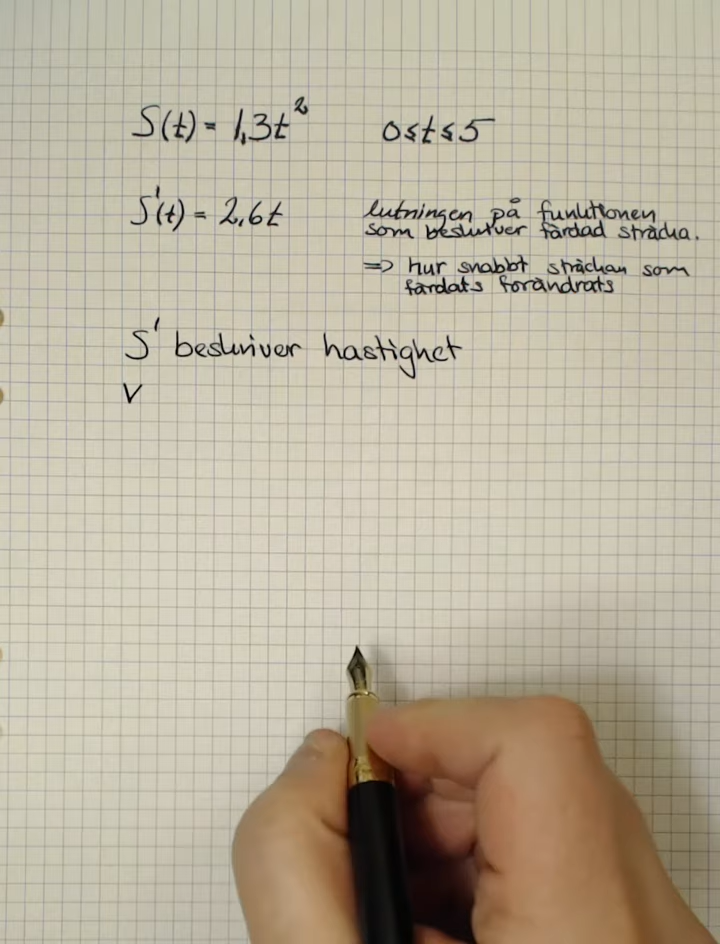 S(t) = 1,3t² 0≤t≤5
S'(t) = 2,6t
lutningen på funktionen
som beskriver färdad sträcka.
=> hur snabbt sträckan som
färdats förändrats
S' beskriver hastighet
V